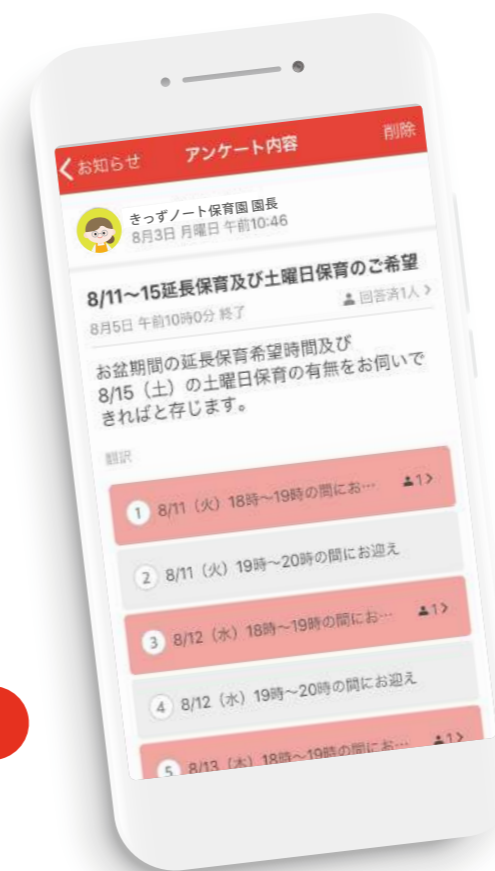 お知らせ アンケート内容 削除
きっずノート保育園 園長
8月3日 月曜日 午前10:46
8/11〜15延長保育及び土曜日保育のご希望
8月5日 午前10時0分 終了 回答済1人
お盆期間の延長保育希望時間及び
8/15（土）の土曜日保育の有無をお伺いで
きればと存じます。
翻訳
1 8/11（火）18時〜19時の間にお… 1
2 8/11（火）19時〜20時の間にお迎え
3 8/12（水）18時〜19時の間にお… 1
4 8/12（水）19時〜20時の間にお迎え
5 8/13（木）18時〜19時の間にお… 1